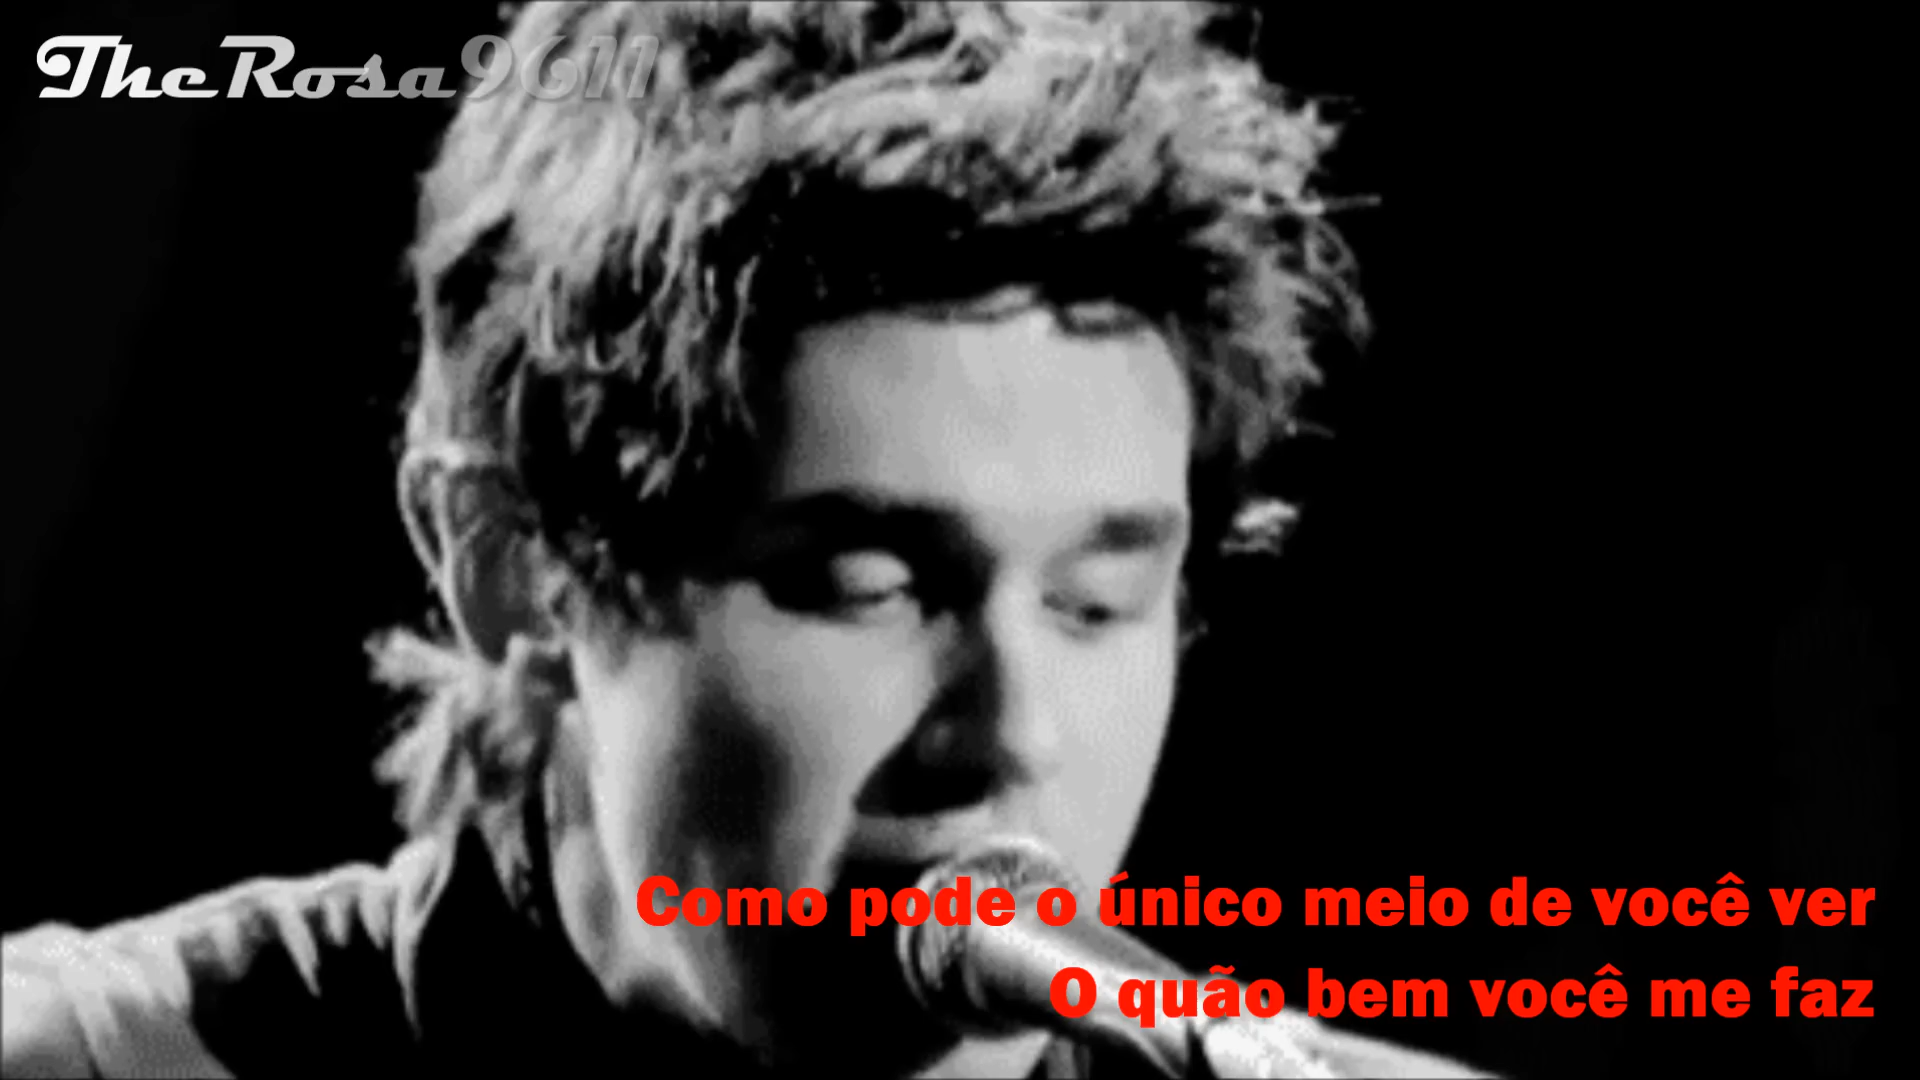 TheRosa9611
Como pode o único meio de você ver
O quão bem você me faz